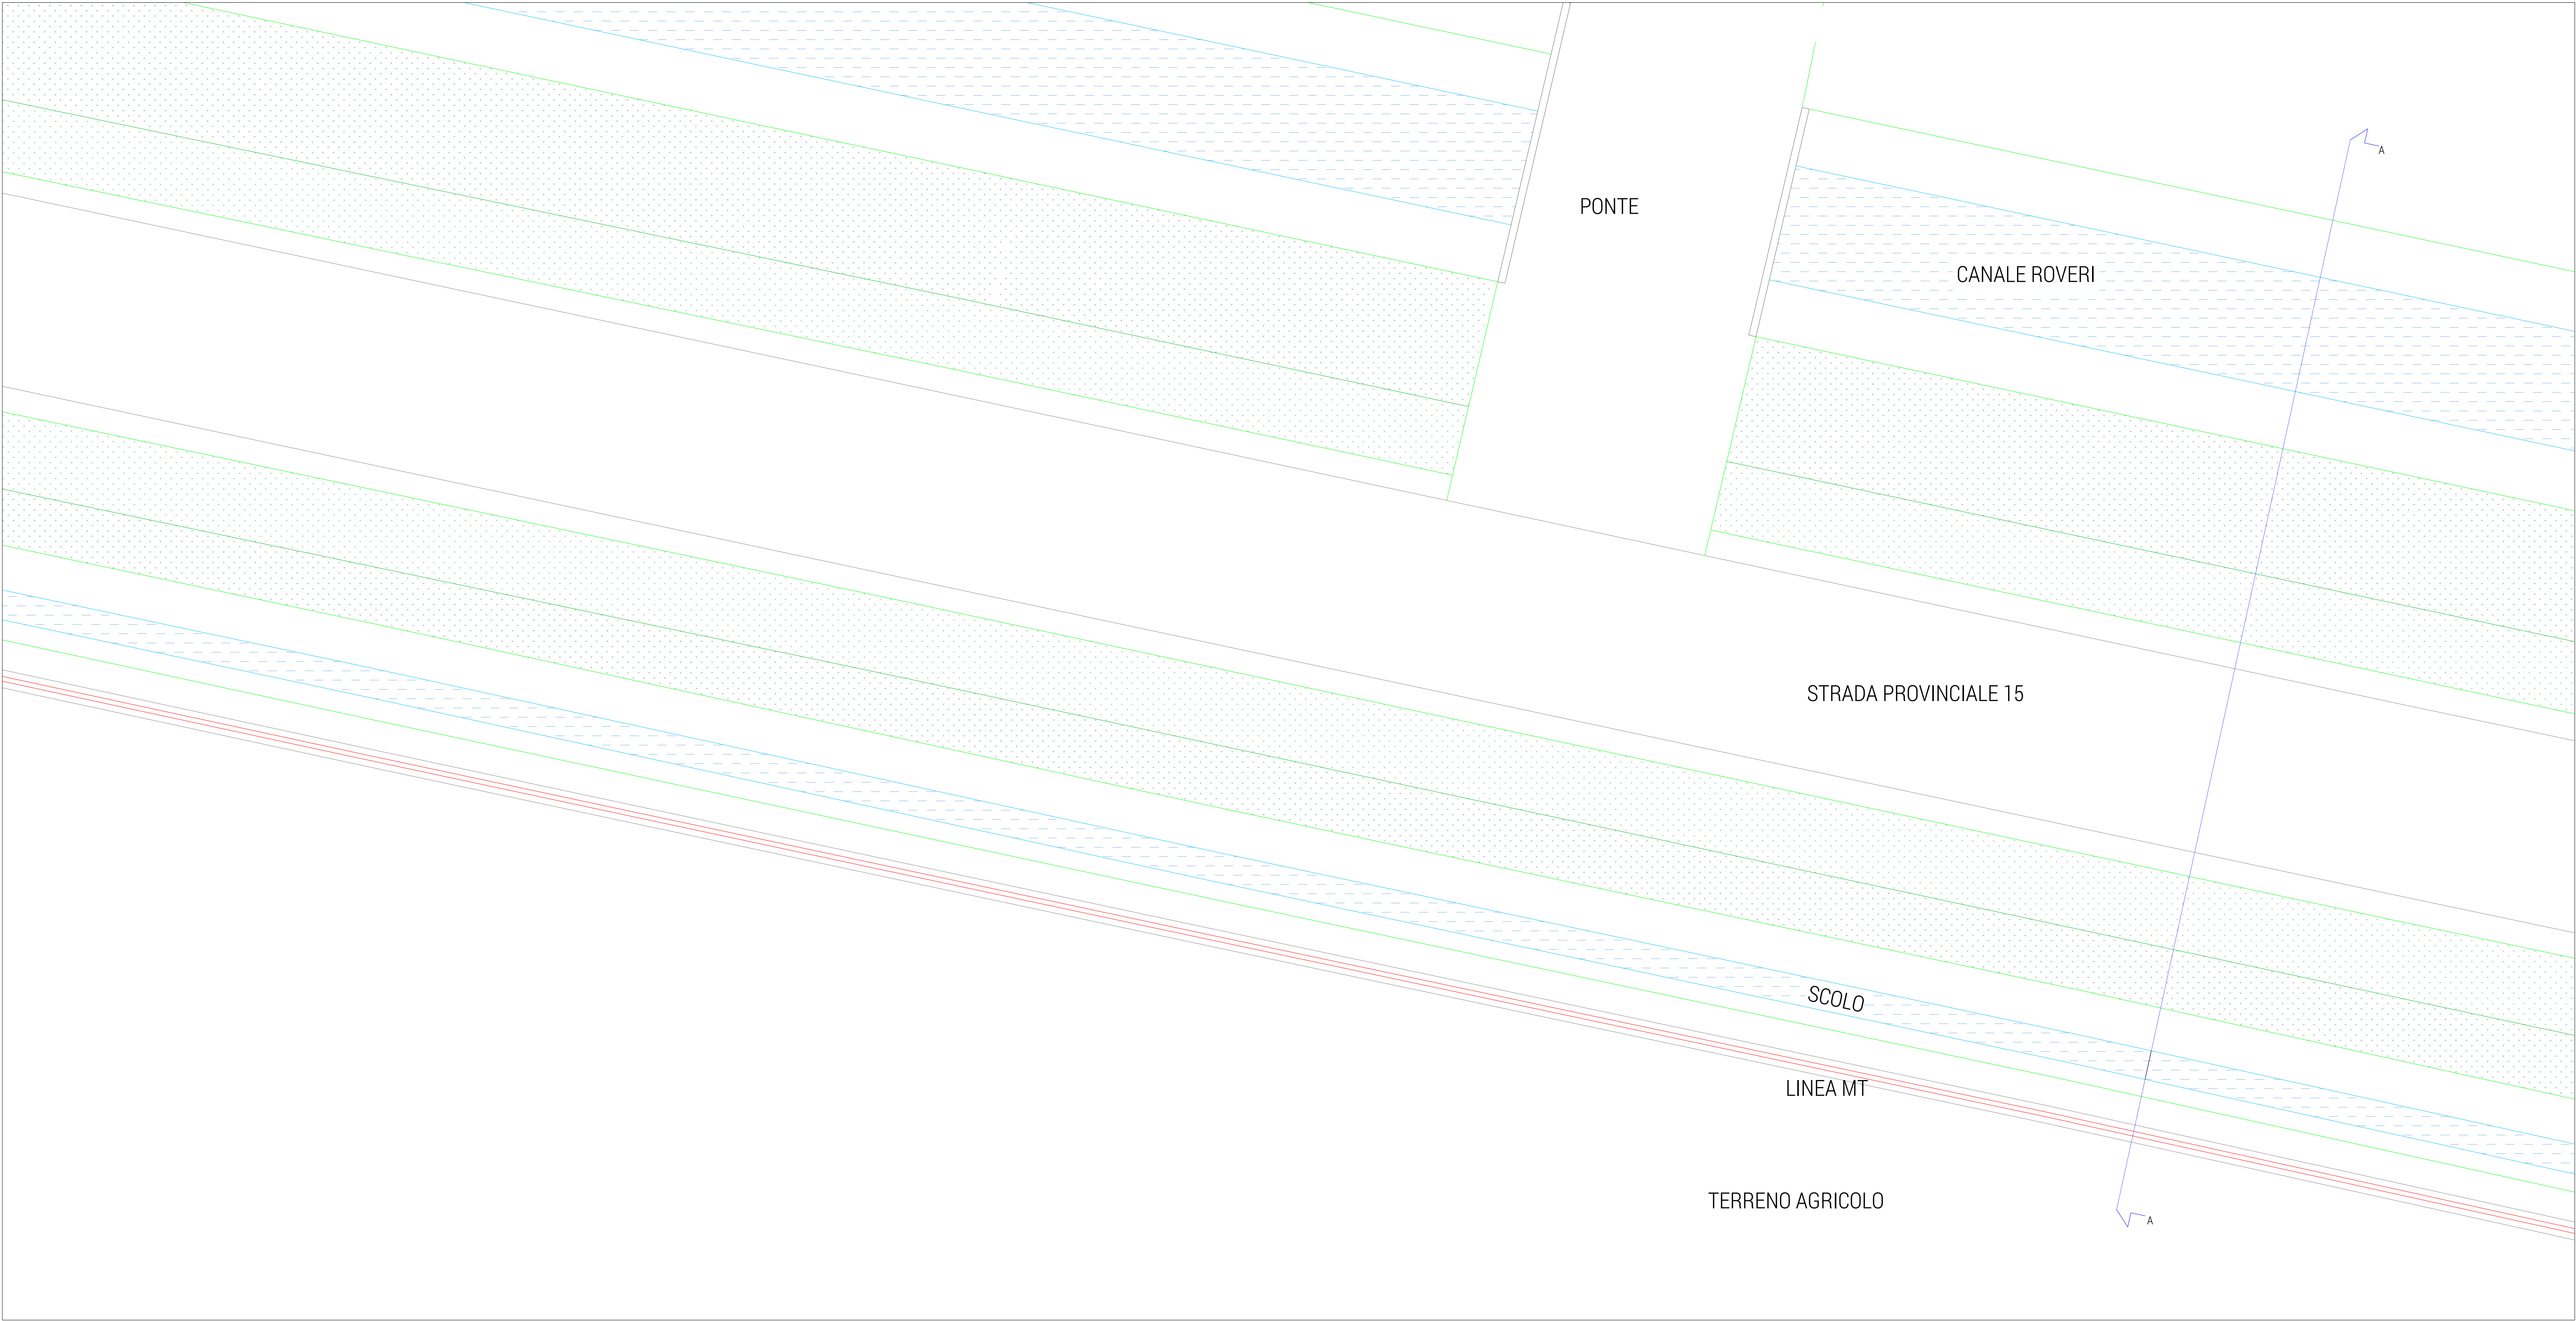 A
PONTE
CANALE ROVERI
STRADA PROVINCIALE 15
SCOLO
LINEA MT
TERRENO AGRICOLO
A